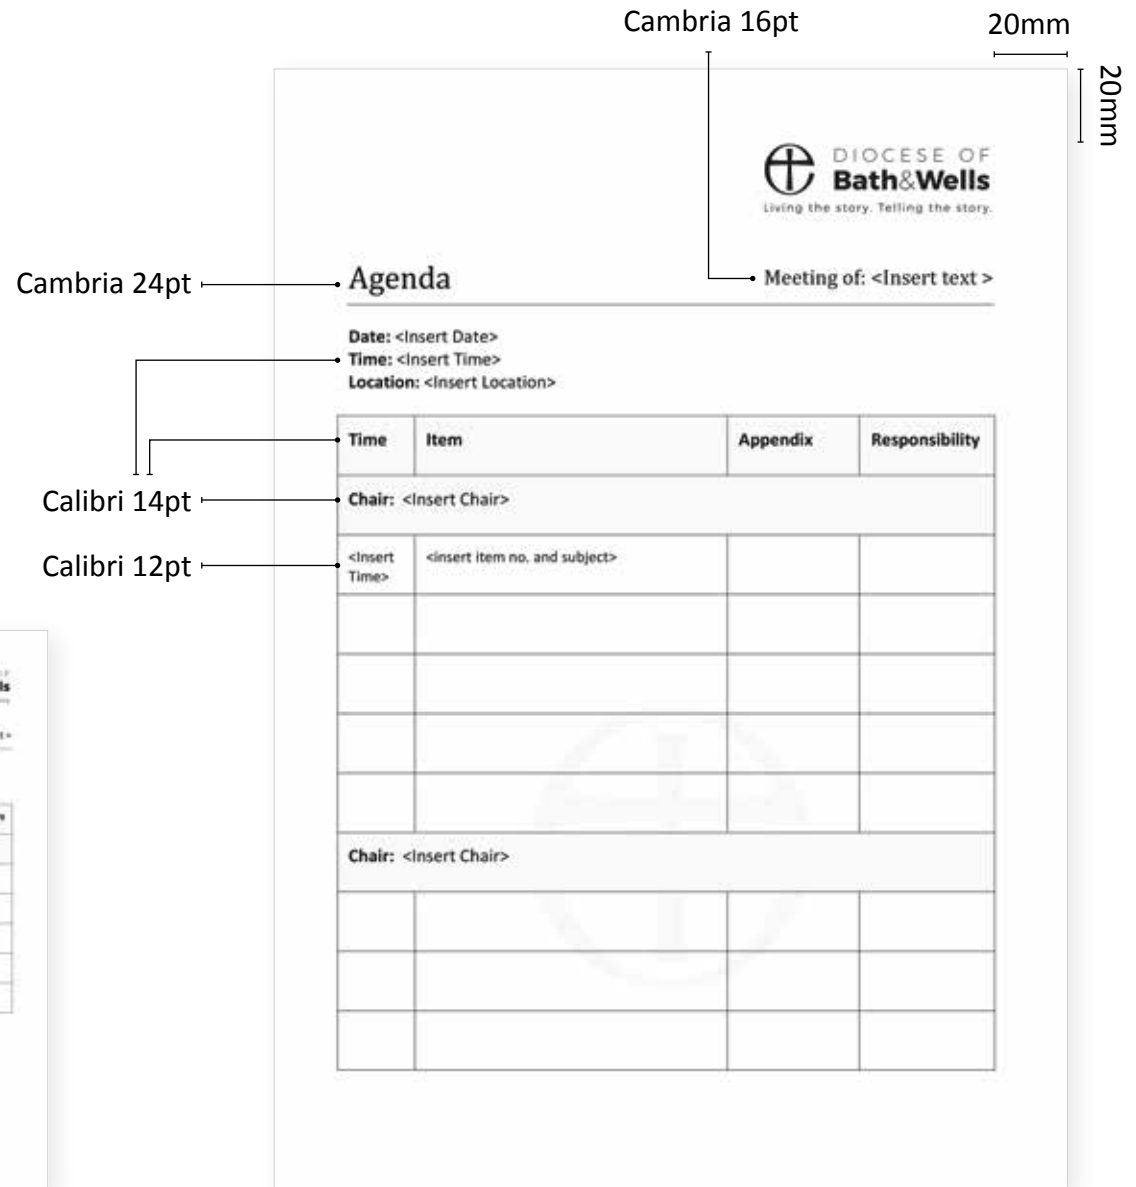 Cambria 16pt
20mm
20mm
DIOCESE OF
Bath&Wells
Living the story. Telling the story.
Cambria 24pt
Agenda
Meeting of: <Insert text >
Date: <Insert Date>
Time: <Insert Time>
Location: <Insert Location>
Time Item Appendix Responsibility
Calibri 14pt
Chair: <Insert Chair>
Calibri 12pt
<Insert
Time>
<insert item no. and subject>
Chair: <Insert Chair>